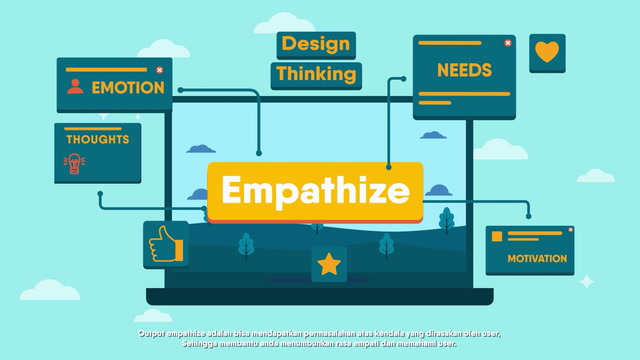 Design
Thinking
EMOTION
NEEDS
THOUGHTS
Empathize
MOTIVATION
Output empathize adalah bisa mendapatkan permasalahan atas kendala yang dirasakan oleh user,
Sehingga membantu anda menumbuhkan rasa empati dan memahami user.